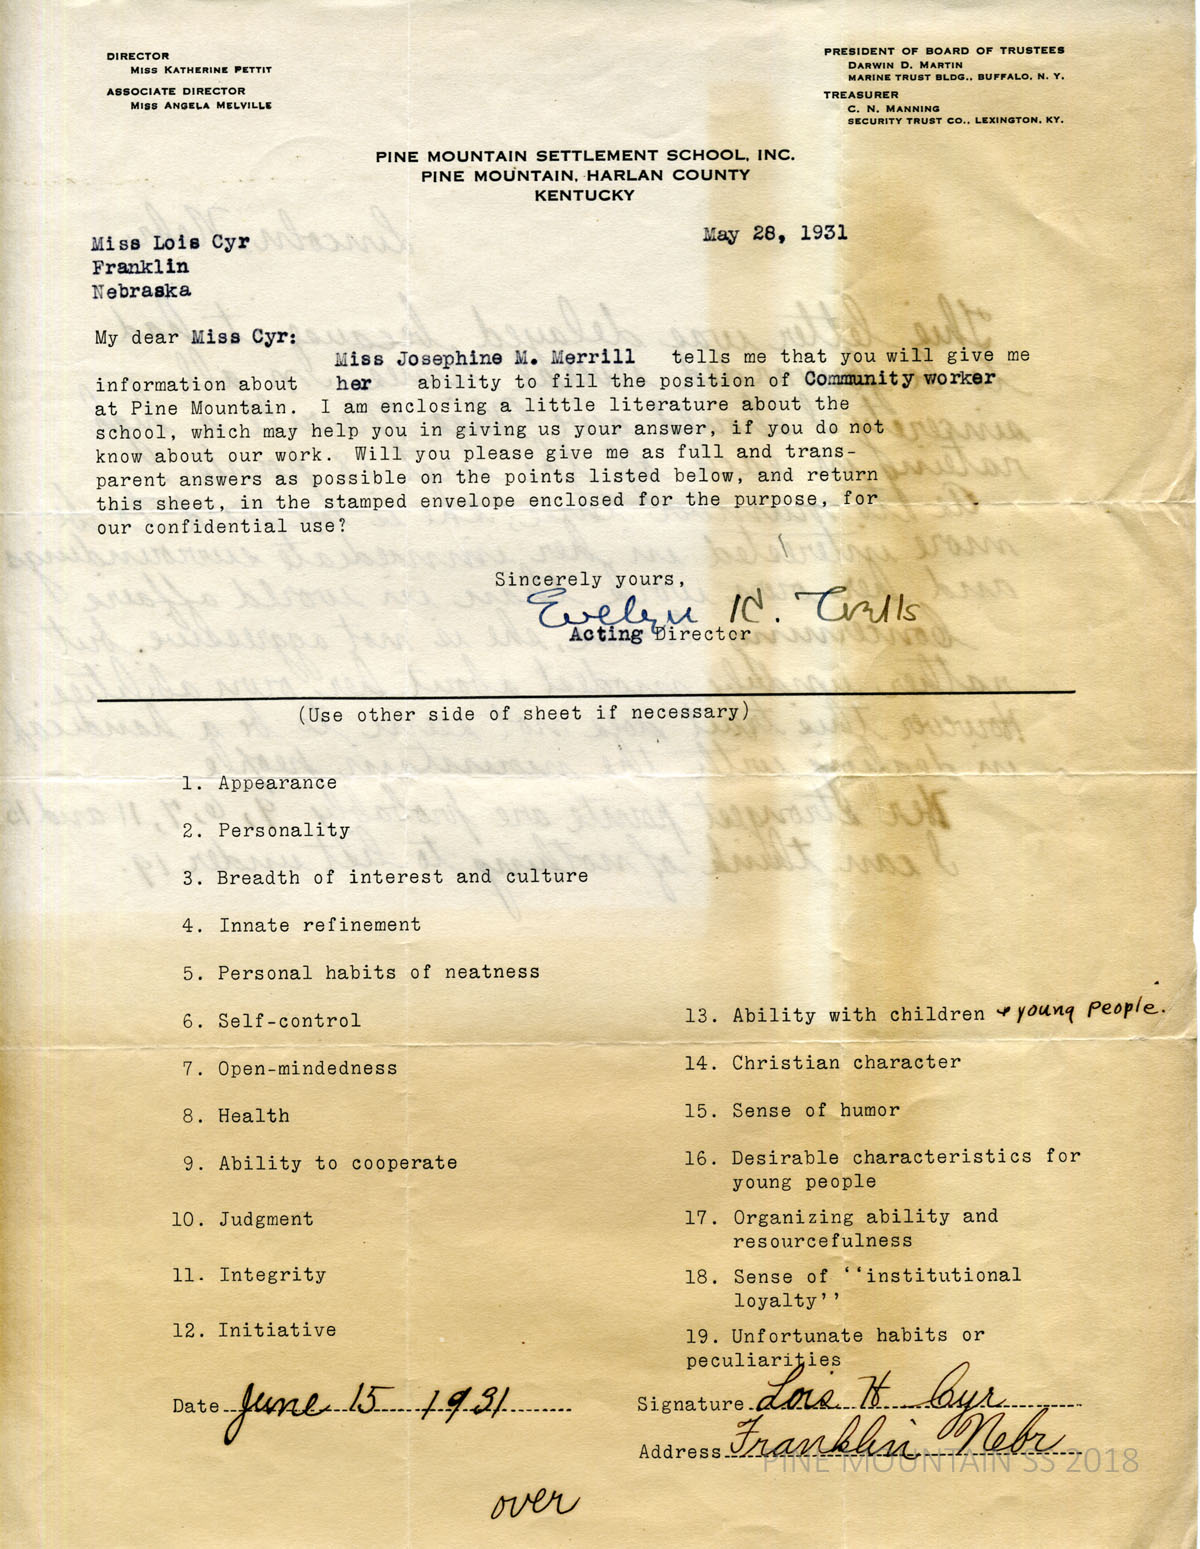 DIRECTOR
MISS KATHERINE PETTIT
ASSOCIATE DIRECTOR
MISS ANGELA MELVILLE
PRESIDENT OF BOARD OF TRUSTEES
DARWIN D. MARTIN
MARINE TRUST BLDG., BUFFALO, N. Y.
TREASURER
C. N. MANNING
SECURITY TRUST CO., LEXINGTON, KY.
PINE MOUNTAIN SETTLEMENT SCHOOL, INC.
PINE MOUNTAIN, HARLAN COUNTY
KENTUCKY
May 28, 1931
Miss Lois Cyr
Franklin
Nebraska
My dear Miss Cyr:
Miss Josephine M. Merrill tells me that you will give me
information about her ability to fill the position of Community worker
at Pine Mountain. I am enclosing a little literature about the
school, which may help you in giving us your answer, if you do not
know about our work. Will you please give me as full and trans-
parent answers as possible on the points listed below, and return
this sheet, in the stamped envelope enclosed for the purpose, for
our confidential use?
Sincerely yours,
Evelyn K. Wells
Acting Director
(Use other side of sheet if necessary)
1. Appearance
2. Personality
3. Breadth of interest and culture
4. Innate refinement
5. Personal habits of neatness
6. Self-control
7. Open-mindedness
8. Health
9. Ability to cooperate
10. Judgment
11. Integrity
12. Initiative
13. Ability with children + young people.
14. Christian character
15. Sense of humor
16. Desirable characteristics for
young people
17. Organizing ability and
resourcefulness
18. Sense of ‘‘institutional
loyalty’’
19. Unfortunate habits or
peculiarities
Date June 15 1931
Signature Lois H Cyr
Address Franklin Nebr
PINE MOUNTAIN SS 2018
over